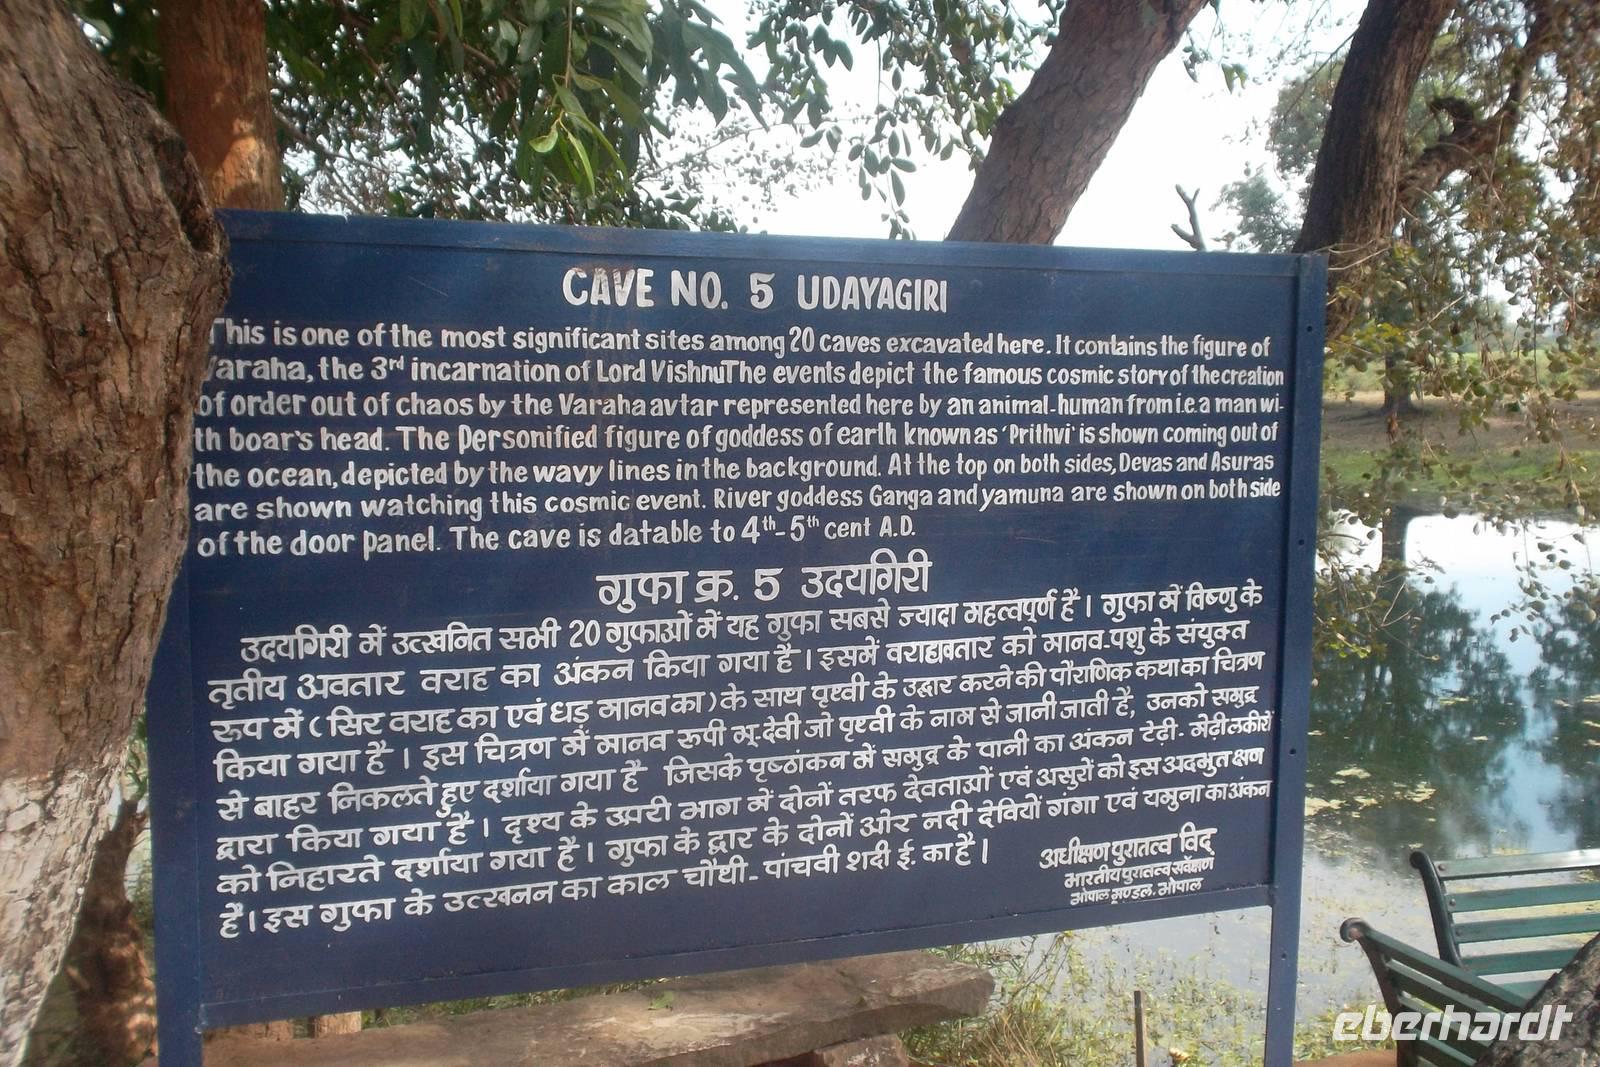 CAVE NO. 5 UDAYAGIRI
This is one of the most significant sites among 20 caves excavated here. It contains the figure of
Varaha, the 3rd incarnation of Lord VishnuThe events depict the famous cosmic story of the creation
of order out of chaos by the Varaha avtar represented here by an animal-human from i.e a man wi-
th boar's head. The personified figure of goddess of earth known as 'Prithvi' is shown coming out of
the ocean, depicted by the wavy lines in the background. At the top on both sides, Devas and Asuras
are shown watching this cosmic event. River goddess Ganga and yamuna are shown on both side
of the door panel. The cave is datable to 4th-5th cent A.D.
गुफा क्र. 5 उदयगिरी
उदयगिरी में उत्खनित सभी 20 गुफाओं में यह गुफा सबसे ज्यादा महत्वपूर्ण है। गुफा में विष्णु के
तृतीय अवतार वराह का अंकन किया गया है। इसमें वराहावतार को मानव-पशु के संयुक्त
रूप में (सिर वराह का एवं धड़ मानव का) के साथ पृथ्वी के उद्धार करने की पौराणिक कथा का चित्रण
किया गया है। इस चित्रण में मानव रूपी भू-देवी जो पृथ्वी के नाम से जानी जाती है, उनको समुद्र
से बाहर निकलते हुए दर्शाया गया है जिसके पृष्ठांकन में समुद्र के पानी का अंकन टेढ़ी-मेढ़ी लकीरों
द्वारा किया गया है। दृश्य के उपरी भाग में दोनों तरफ देवताओं एवं असुरों को इस अदभुत क्षण
को निहारते दर्शाया गया है। गुफा के द्वार के दोनों ओर नदी देवियों गंगा एवं यमुना का अंकन
है। इस गुफा के उत्खनन का काल चौथी-पांचवी शदी ई. का है।
अधीक्षण पुरातत्व विद्
भारतीय पुरातत्व सर्वेक्षण
भोपाल मण्डल, भोपाल
eberhardt